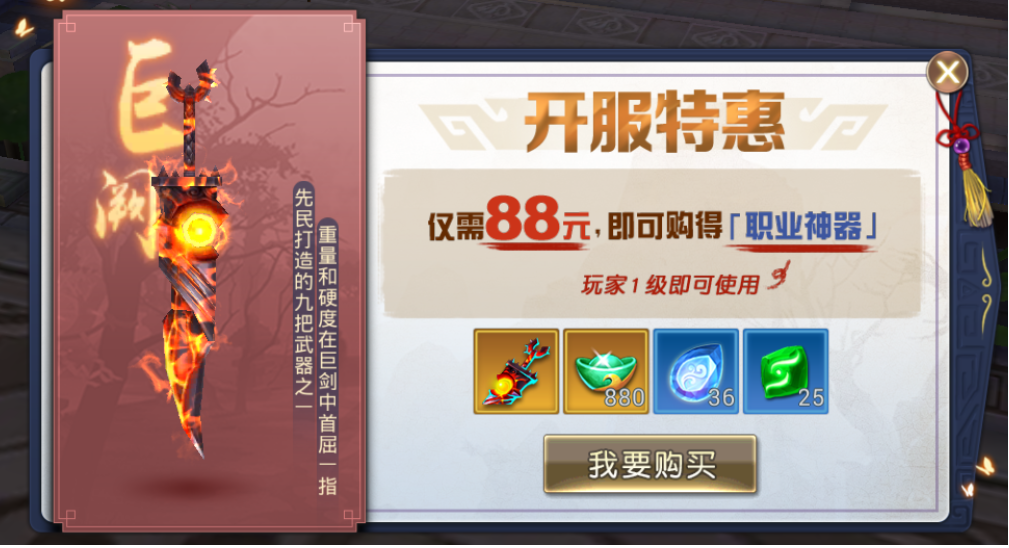 巨阙
先民打造的九把武器之一
重量和硬度在巨剑中首屈一指
开服特惠
仅需88元，即可购得「职业神器」
玩家1级即可使用
880
36
25
我要购买